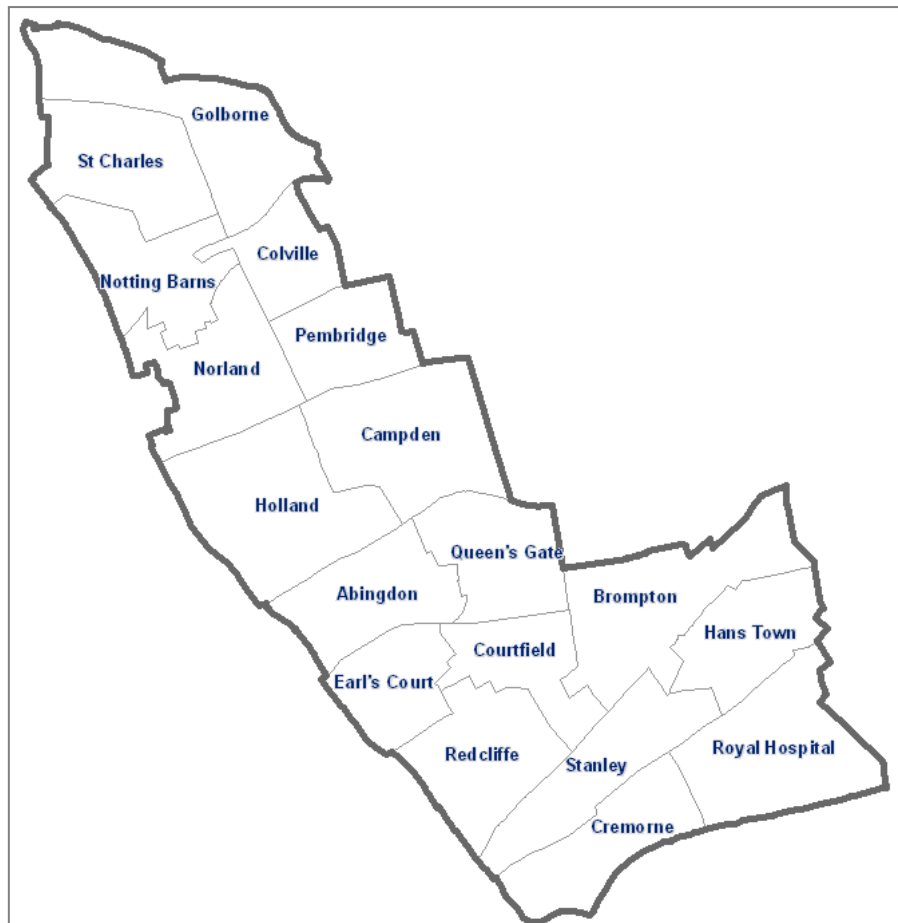 Golborne
St Charles
Colville
Notting Barns
Pembridge
Norland
Campden
Holland
Queen's Gate
Abingdon
Brompton
Hans Town
Courtfield
Earl's Court
Royal Hospital
Redcliffe
Stanley
Cremorne